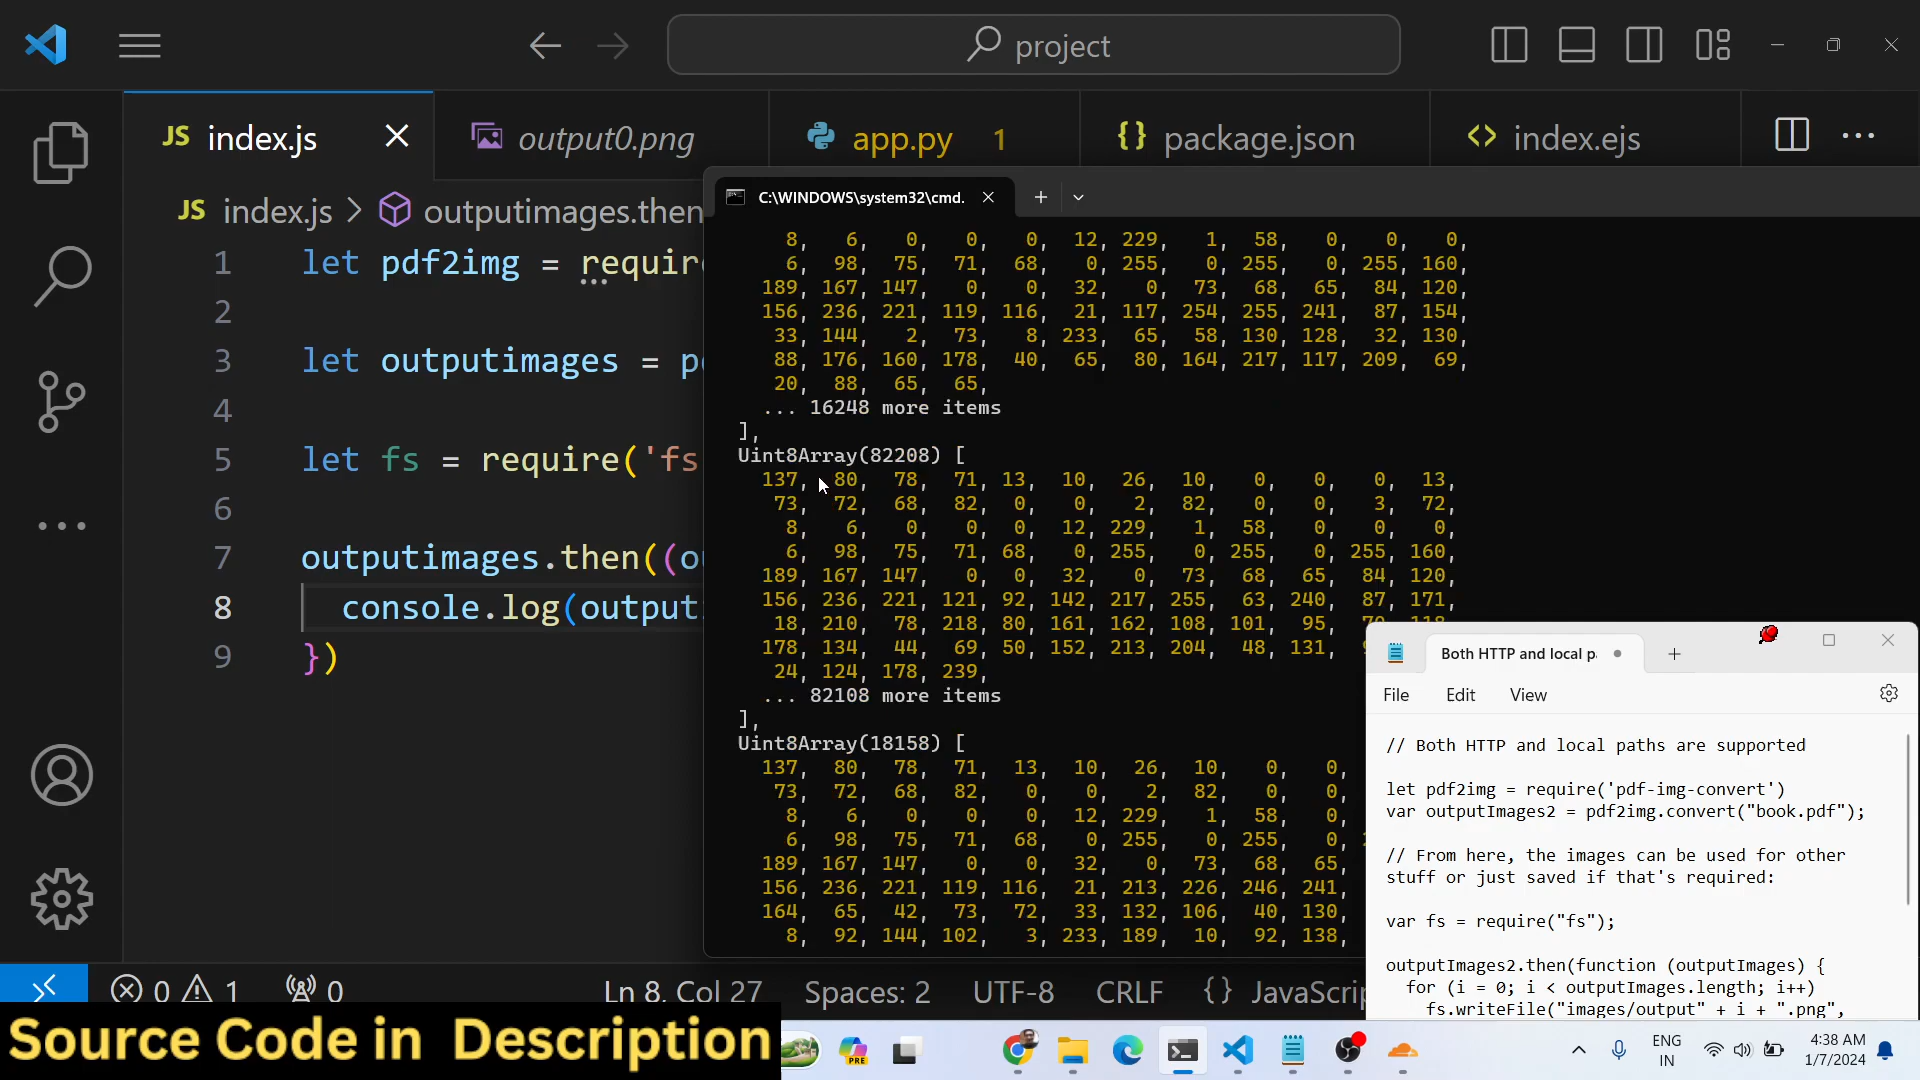 project
JS index.js
output0.png
app.py 1
{} package.json
<> index.ejs
JS index.js > outputimages.then
C:\WINDOWS\system32\cmd.
1 let pdf2img = require
2
3 let outputimages = p
4
5 let fs = require('fs
6
7 outputimages.then((ou
8 console.log(output
9 })
8, 6, 0, 0, 0, 12, 229, 1, 58, 0, 0, 0,
6, 98, 75, 71, 68, 0, 255, 0, 255, 0, 255, 160,
189, 167, 147, 0, 0, 32, 0, 73, 68, 65, 84, 120,
156, 236, 221, 119, 116, 21, 117, 254, 255, 241, 87, 154,
33, 144, 2, 73, 8, 233, 65, 58, 130, 128, 32, 130,
88, 176, 160, 178, 40, 65, 80, 164, 217, 117, 209, 69,
20, 88, 65, 65,
... 16248 more items
],
Uint8Array(82208) [
137, 80, 78, 71, 13, 10, 26, 10, 0, 0, 0, 13,
73, 72, 68, 82, 0, 0, 2, 82, 0, 0, 3, 72,
8, 6, 0, 0, 0, 12, 229, 1, 58, 0, 0, 0,
6, 98, 75, 71, 68, 0, 255, 0, 255, 0, 255, 160,
189, 167, 147, 0, 0, 32, 0, 73, 68, 65, 84, 120,
156, 236, 221, 121, 92, 142, 217, 255, 63, 240, 87, 171,
18, 210, 78, 218, 80, 161, 162, 108, 101, 95,
178, 134, 44, 69, 50, 152, 213, 204, 48, 131,
24, 124, 178, 239,
... 82108 more items
],
Uint8Array(18158) [
137, 80, 78, 71, 13, 10, 26, 10, 0, 0,
73, 72, 68, 82, 0, 0, 2, 82, 0, 0,
8, 6, 0, 0, 0, 12, 229, 1, 58, 0,
6, 98, 75, 71, 68, 0, 255, 0, 255, 0,
189, 167, 147, 0, 0, 32, 0, 73, 68, 65,
156, 236, 221, 119, 116, 21, 213, 226, 246, 241,
164, 65, 42, 73, 72, 33, 132, 106, 40, 130,
8, 92, 144, 102, 3, 233, 189, 10, 92, 138,
Both HTTP and local p
File Edit View
// Both HTTP and local paths are supported
let pdf2img = require('pdf-img-convert')
var outputImages2 = pdf2img.convert("book.pdf");
// From here, the images can be used for other
stuff or just saved if that's required:
var fs = require("fs");
outputImages2.then(function (outputImages) {
for (i = 0; i < outputImages.length; i++)
fs.writeFile("images/output" + i + ".png",
0 1 0 Ln 8, Col 27 Spaces: 2 UTF-8 CRLF {} JavaScrip
Source Code in Description
PRE
ENG
IN
4:38 AM
1/7/2024